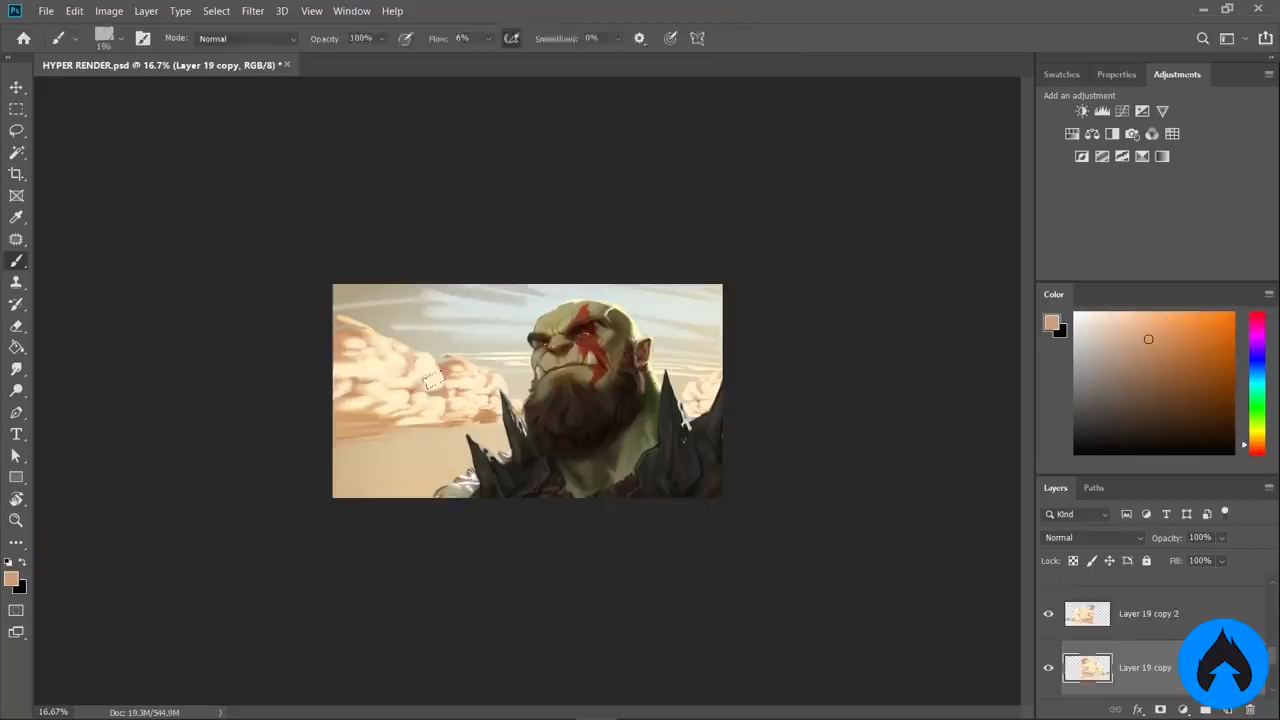 Ps File Edit Image Layer Type Select Filter 3D View Window Help
196 Mode: Normal Opacity: 100% Flow: 6% Smoothing: 0%
HYPER RENDER.psd @ 16.7% (Layer 19 copy, RGB/8) * ×
Swatches Properties Adjustments
Add an adjustment
Color
Layers Paths
Kind
Normal Opacity: 100%
Lock: Fill: 100%
Layer 19 copy 2
Layer 19 copy
16.67% Doc: 19.3M/544.9M